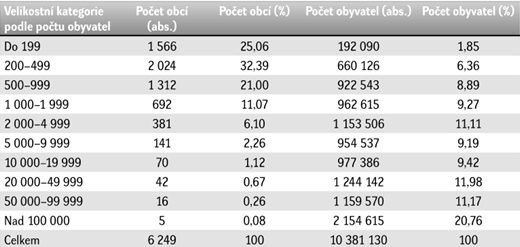 Velikostní kategorie podle počtu obyvatel Počet obcí (abs.) Počet obcí (%) Počet obyvatel (abs.) Počet obyvatel (%)
Do 199 1 566 25,06 192 090 1,85
200–499 2 024 32,39 660 126 6,36
500–999 1 312 21,00 922 543 8,89
1 000–1 999 692 11,07 962 615 9,27
2 000–4 999 381 6,10 1 153 506 11,11
5 000–9 999 141 2,26 954 537 9,19
10 000–19 999 70 1,12 977 386 9,42
20 000–49 999 42 0,67 1 244 142 11,98
50 000–99 999 16 0,26 1 159 570 11,17
Nad 100 000 5 0,08 2 154 615 20,76
Celkem 6 249 100 10 381 130 100